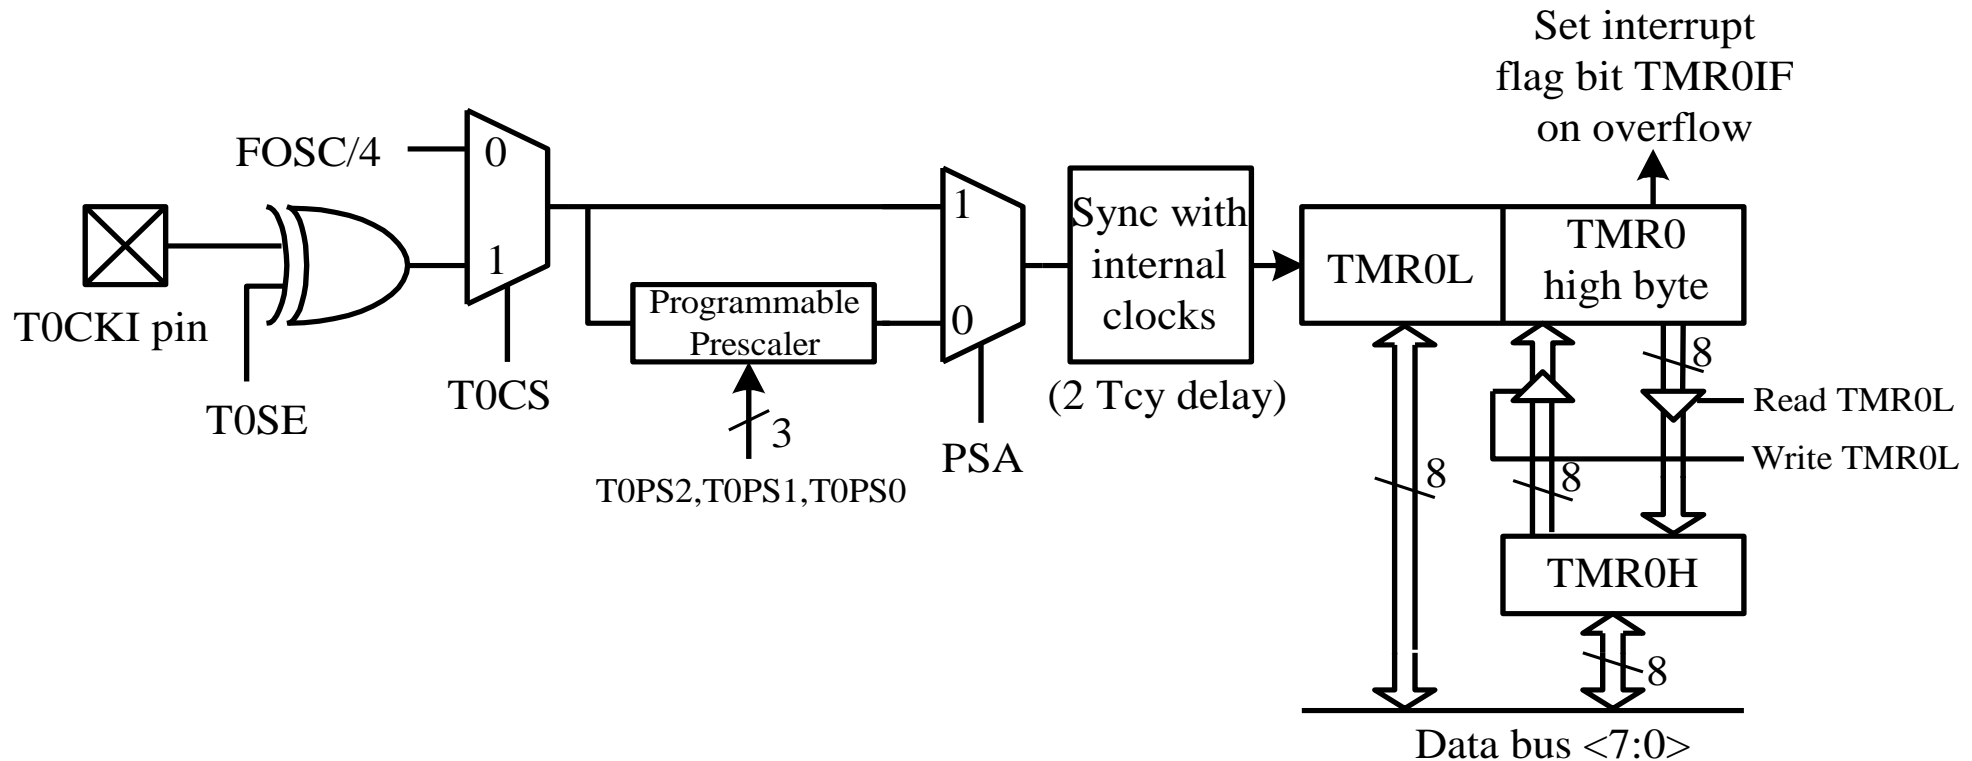 Set interrupt
flag bit TMR0IF
on overflow
FOSC/4
0
1
T0CKI pin
T0SE
T0CS
Programmable
Prescaler
3
T0PS2,T0PS1,T0PS0
1
0
PSA
Sync with
internal
clocks
(2 Tcy delay)
TMR0L
TMR0
high byte
8
Read TMR0L
Write TMR0L
8
8
TMR0H
8
Data bus <7:0>